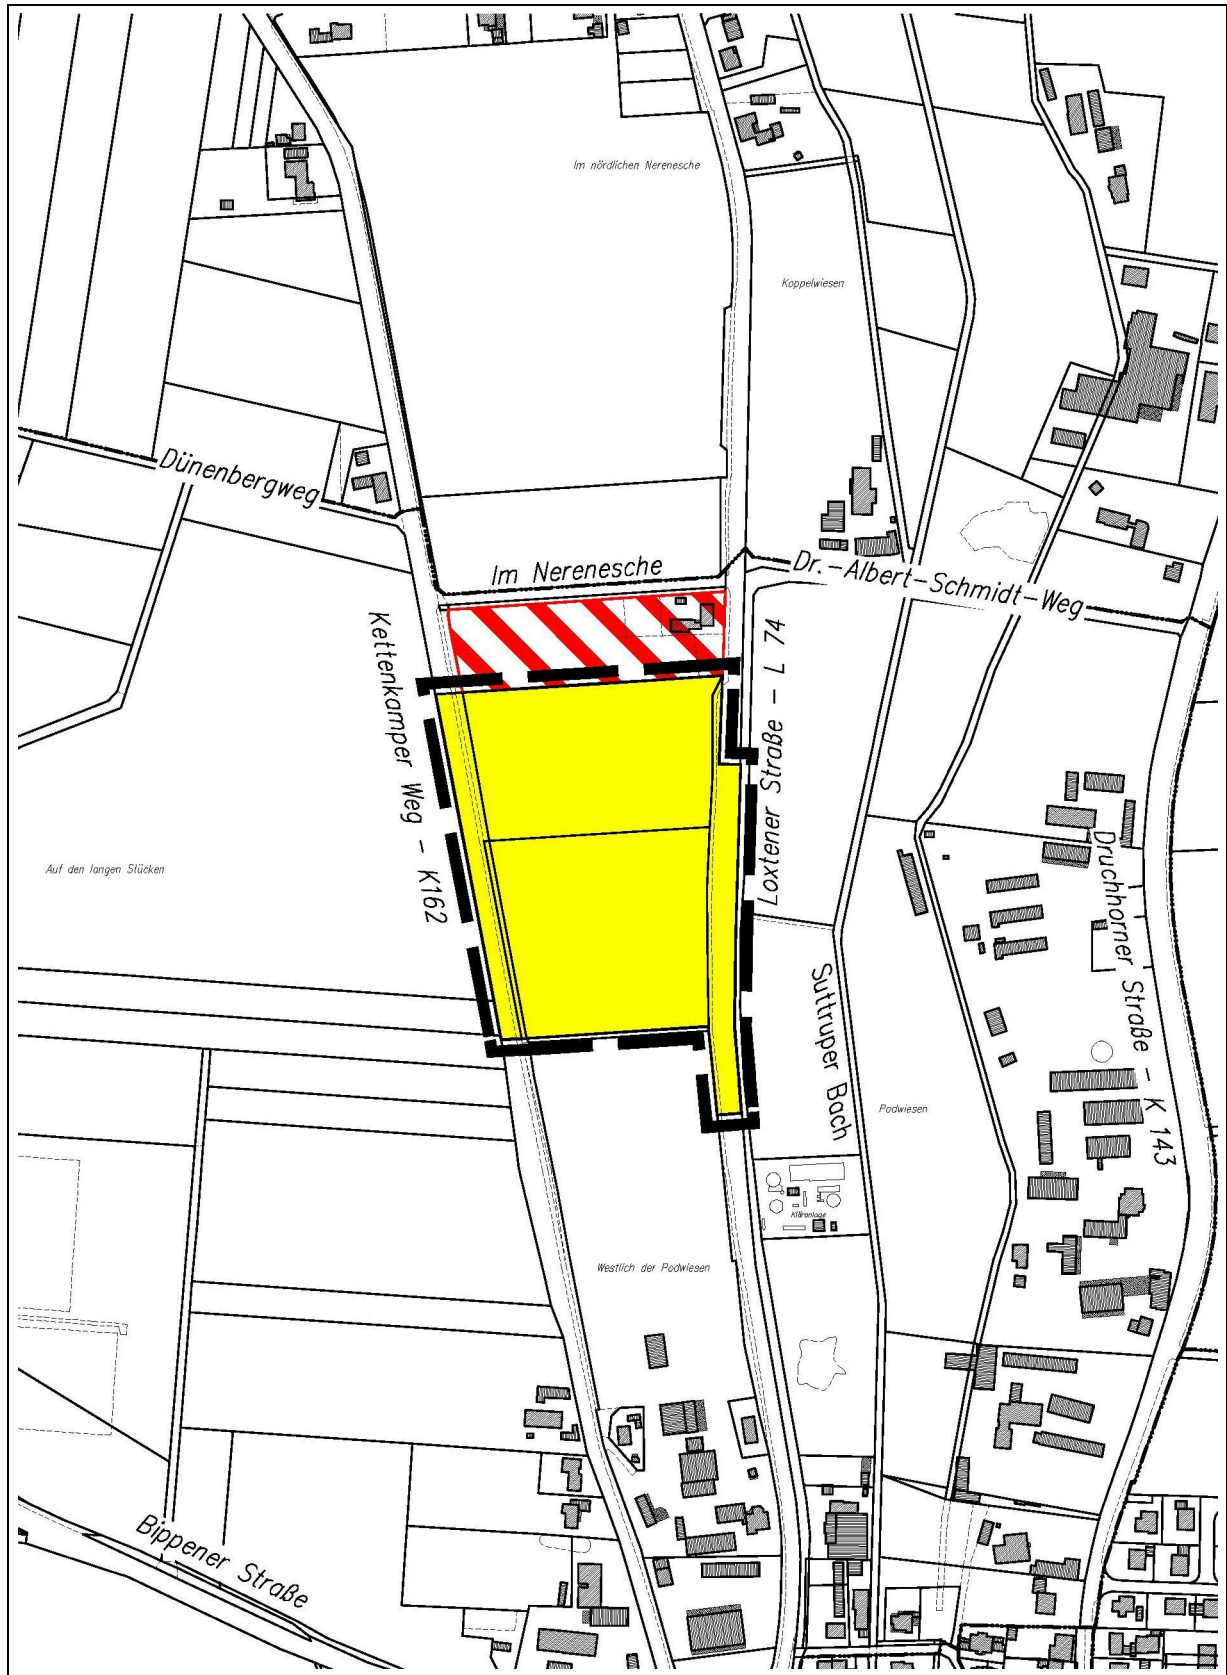 Im nördlichen Nerenesche
Koppelwiesen
Dünenbergweg
Im Nerenesche
Dr.-Albert-Schmidt-Weg
Kettenkamper Weg - K162
Loxtener Straße - L 74
Auf den langen Stücken
Druchhorner Straße - K 143
Suttruper Bach
Podwiesen
Kläranlage
Westlich der Podwiesen
Bippener Straße